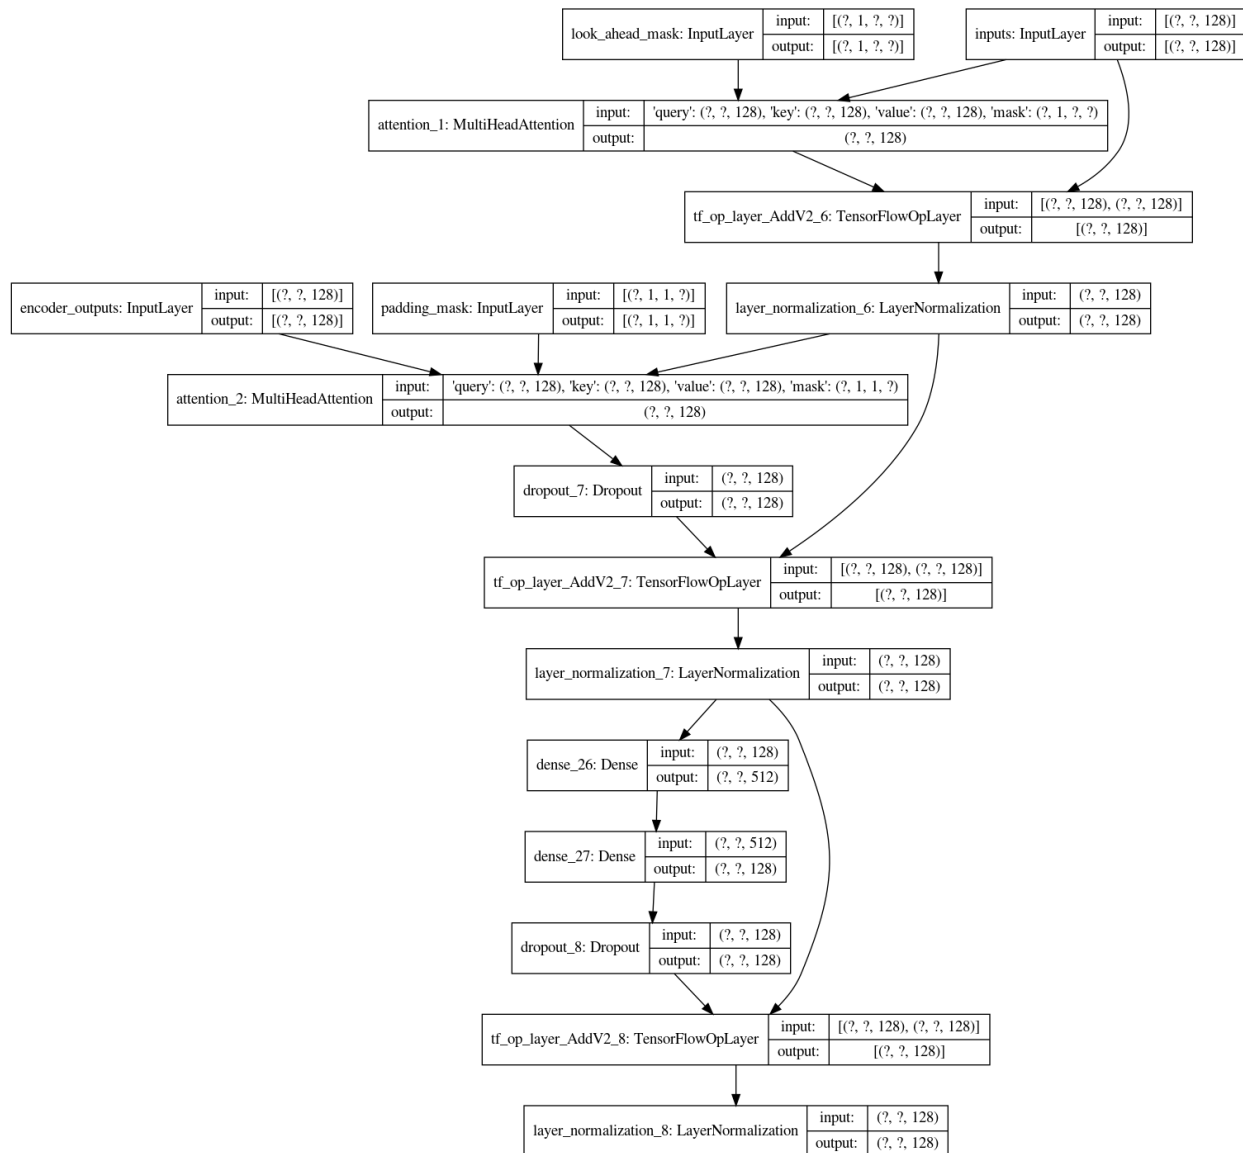 look_ahead_mask: InputLayer
input: [(?, 1, ?, ?)]
output: [(?, 1, ?, ?)]
inputs: InputLayer
input: [(?, ?, 128)]
output: [(?, ?, 128)]
attention_1: MultiHeadAttention
input: 'query': (?, ?, 128), 'key': (?, ?, 128), 'value': (?, ?, 128), 'mask': (?, 1, ?, ?)
output: (?, ?, 128)
tf_op_layer_AddV2_6: TensorFlowOpLayer
input: [(?, ?, 128), (?, ?, 128)]
output: [(?, ?, 128)]
encoder_outputs: InputLayer
input: [(?, ?, 128)]
output: [(?, ?, 128)]
padding_mask: InputLayer
input: [(?, 1, 1, ?)]
output: [(?, 1, 1, ?)]
layer_normalization_6: LayerNormalization
input: (?, ?, 128)
output: (?, ?, 128)
attention_2: MultiHeadAttention
input: 'query': (?, ?, 128), 'key': (?, ?, 128), 'value': (?, ?, 128), 'mask': (?, 1, 1, ?)
output: (?, ?, 128)
dropout_7: Dropout
input: (?, ?, 128)
output: (?, ?, 128)
tf_op_layer_AddV2_7: TensorFlowOpLayer
input: [(?, ?, 128), (?, ?, 128)]
output: [(?, ?, 128)]
layer_normalization_7: LayerNormalization
input: (?, ?, 128)
output: (?, ?, 128)
dense_26: Dense
input: (?, ?, 128)
output: (?, ?, 512)
dense_27: Dense
input: (?, ?, 512)
output: (?, ?, 128)
dropout_8: Dropout
input: (?, ?, 128)
output: (?, ?, 128)
tf_op_layer_AddV2_8: TensorFlowOpLayer
input: [(?, ?, 128), (?, ?, 128)]
output: [(?, ?, 128)]
layer_normalization_8: LayerNormalization
input: (?, ?, 128)
output: (?, ?, 128)